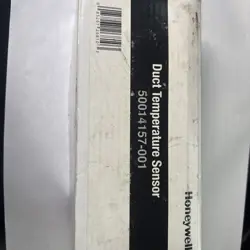 Duct Temperature Sensor
50014157-001
Honeywell